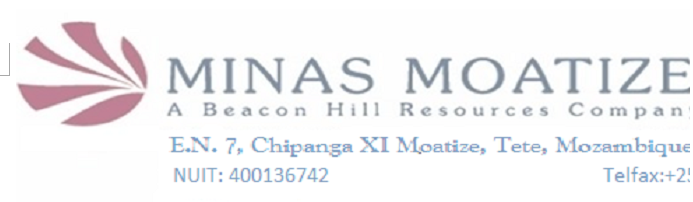 MINAS MOATIZE
A Beacon Hill Resources Company
E.N. 7, Chipanga XI Moatize, Tete, Mozambique
NUIT: 400136742 Telfax:+25